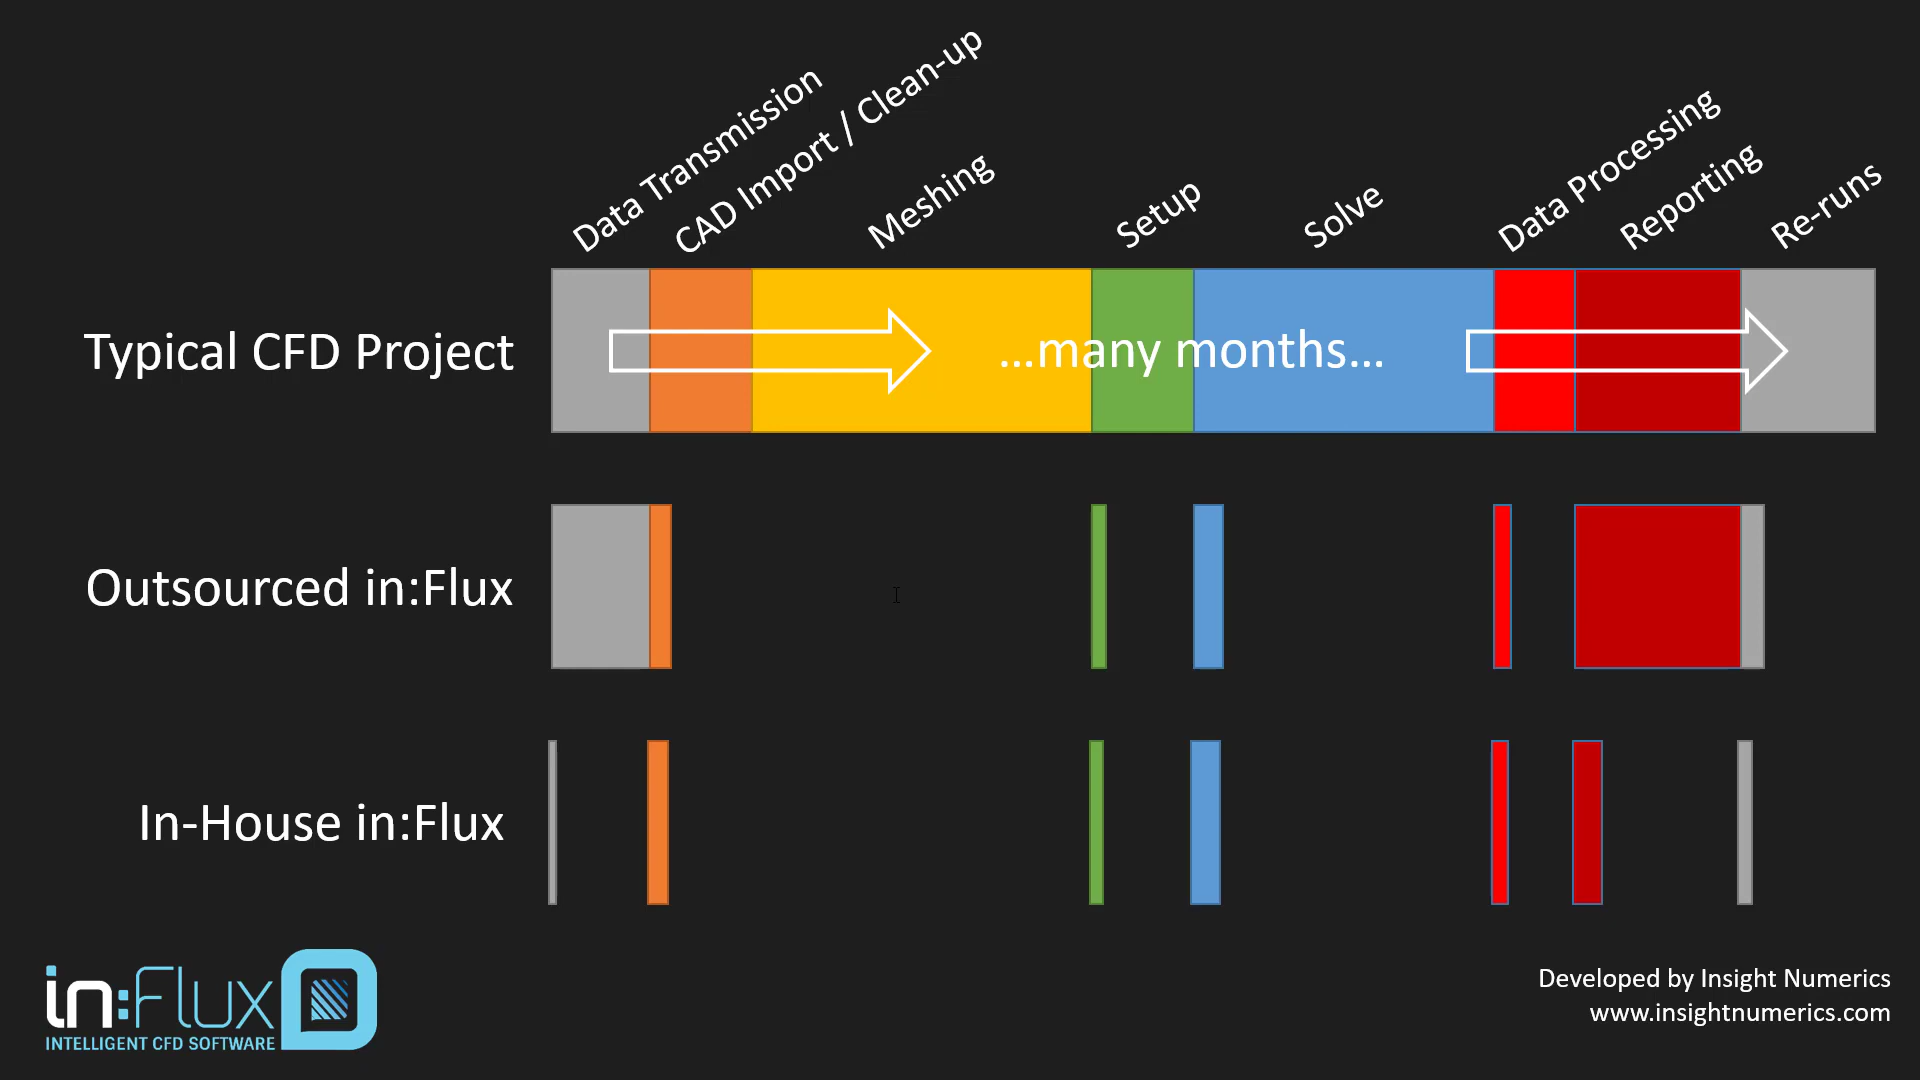 Data Transmission
CAD Import / Clean-up
Meshing
Setup
Solve
Data Processing
Reporting
Re-runs
Typical CFD Project
...many months...
Outsourced in:Flux
In-House in:Flux
in:Flux
INTELLIGENT CFD SOFTWARE
Developed by Insight Numerics
www.insightnumerics.com